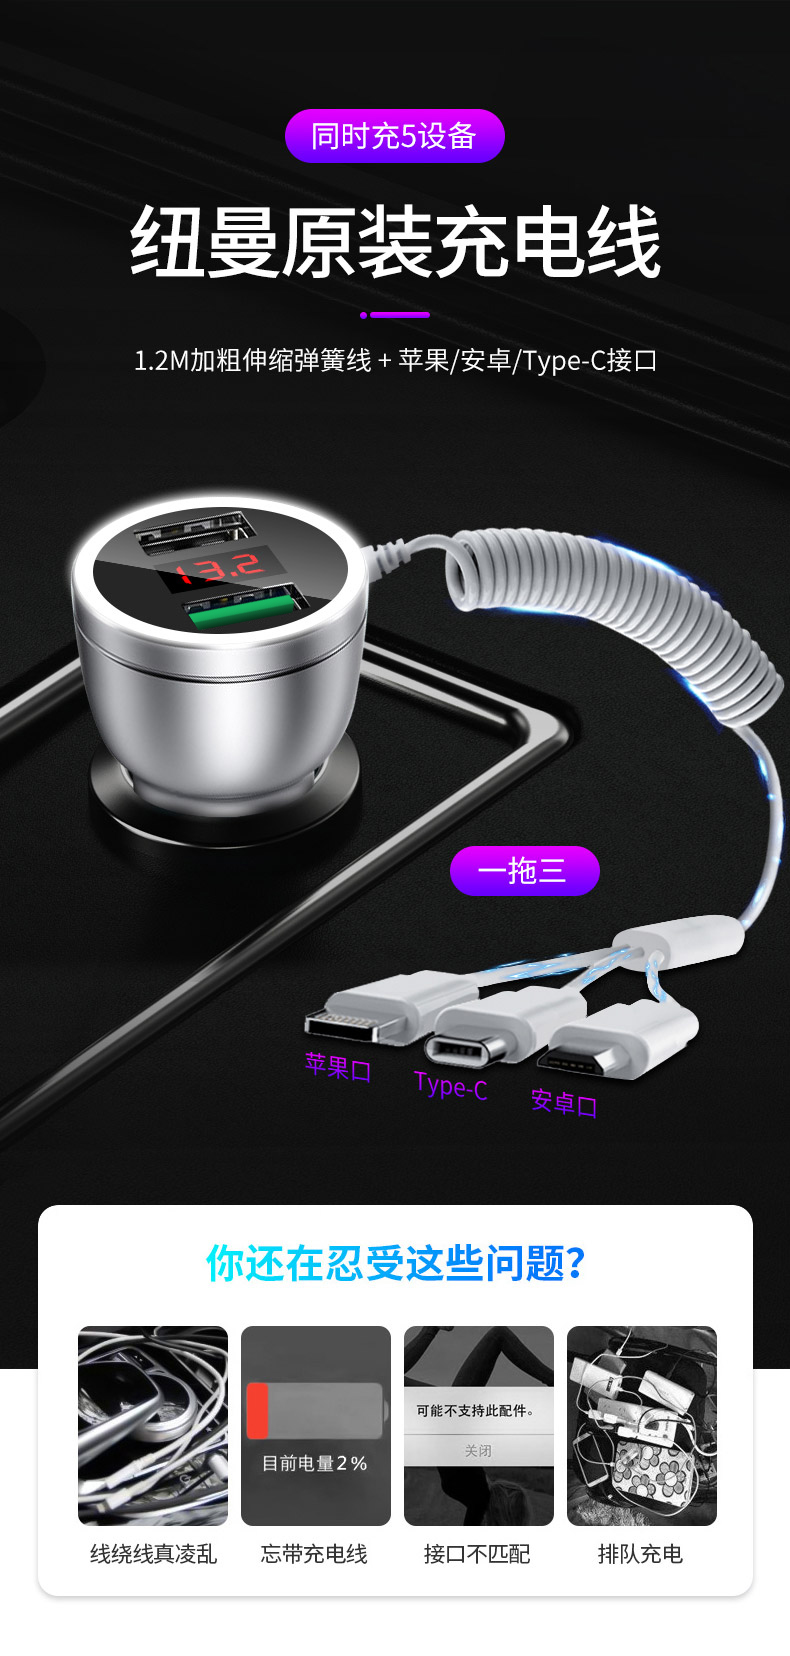 同时充5设备
纽曼原装充电线
1.2M加粗伸缩弹簧线 + 苹果/安卓/Type-C接口
13.2
一拖三
苹果口
Type-C
安卓口
你还在忍受这些问题？
目前电量2%
可能不支持此配件。
关闭
线绕线真凌乱
忘带充电线
接口不匹配
排队充电